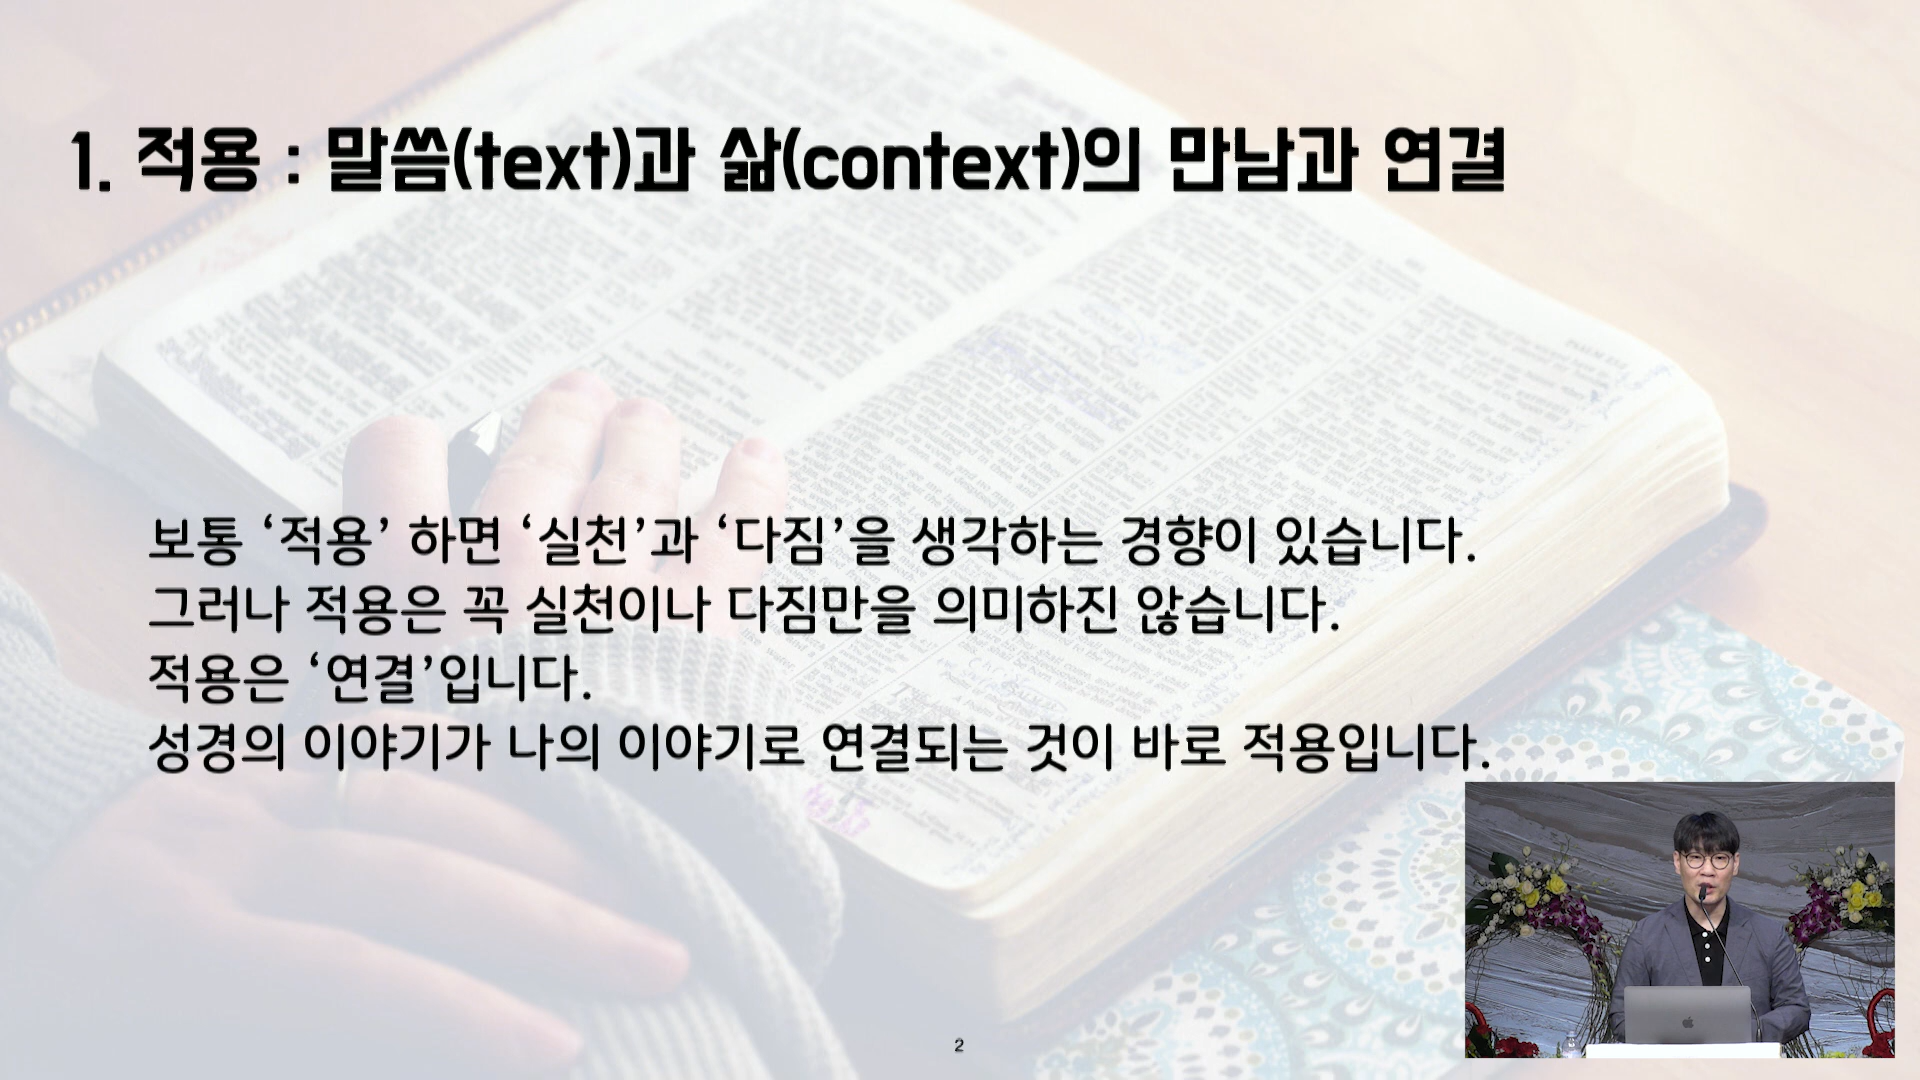 1. 적용 : 말씀(text)과 삶(context)의 만남과 연결
보통 ‘적용’ 하면 ‘실천’과 ‘다짐’을 생각하는 경향이 있습니다.
그러나 적용은 꼭 실천이나 다짐만을 의미하진 않습니다.
적용은 ‘연결’입니다.
성경의 이야기가 나의 이야기로 연결되는 것이 바로 적용입니다.
2